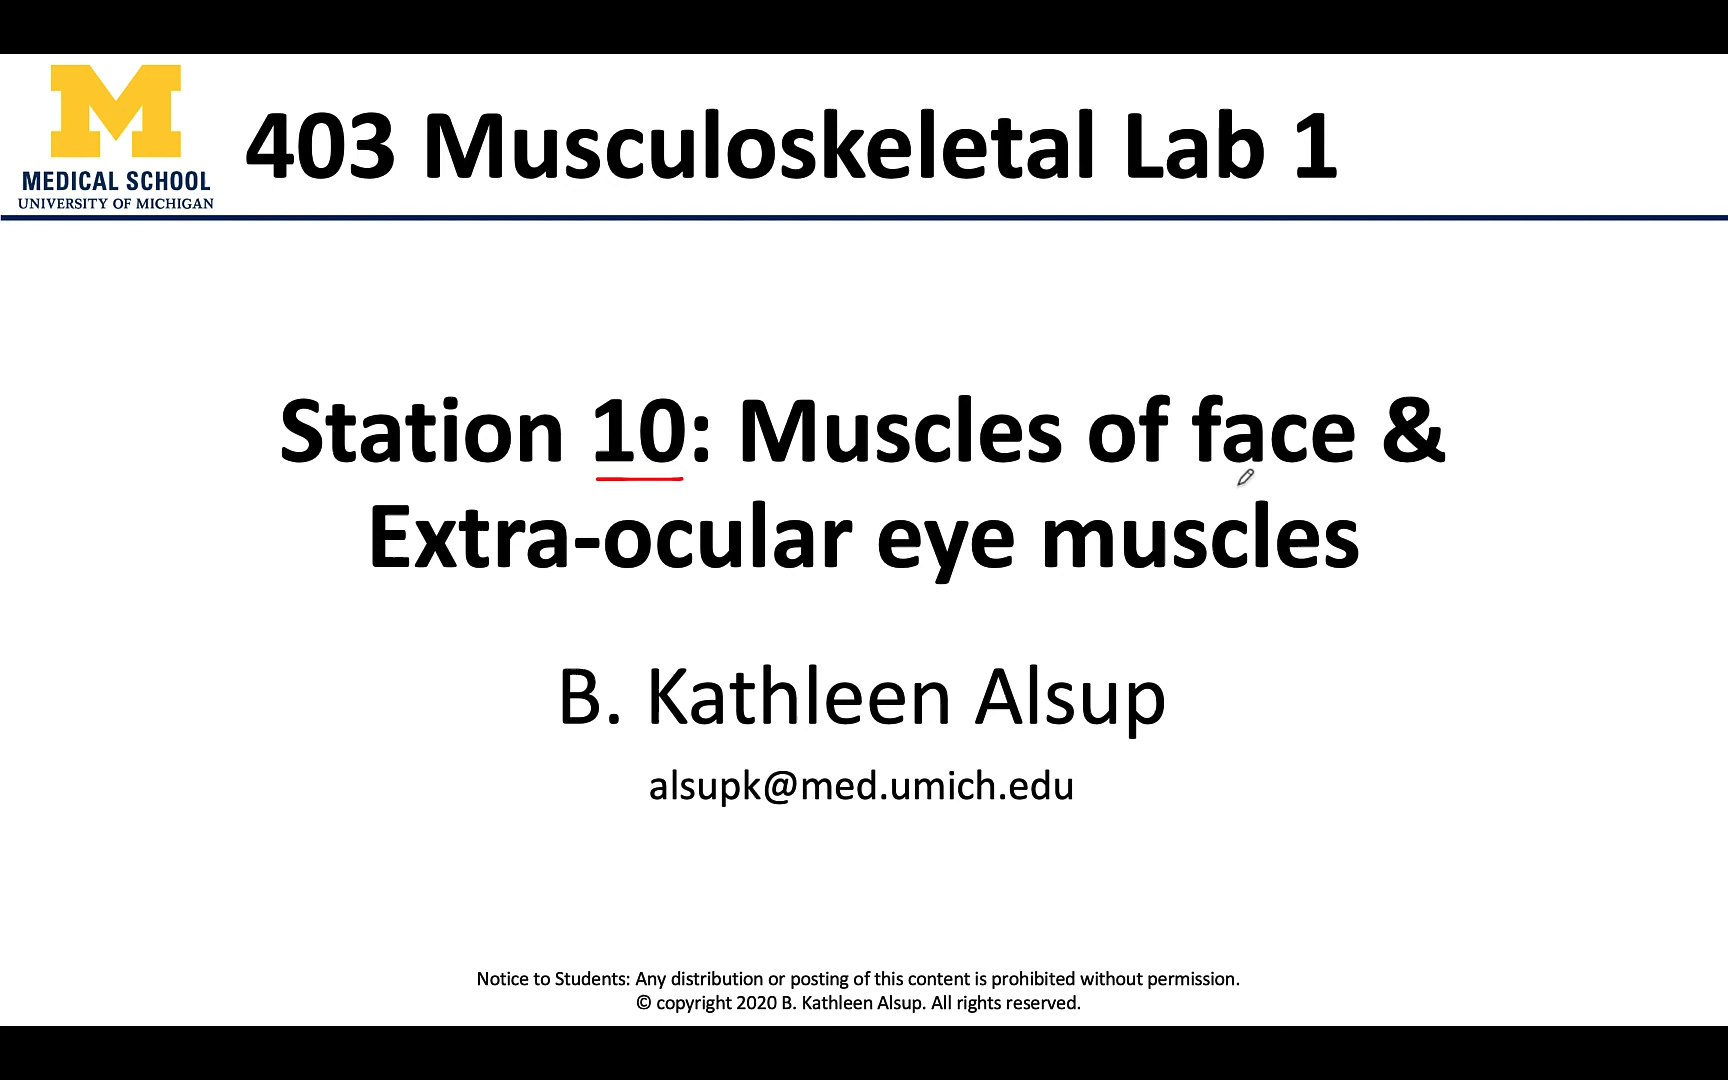 M
MEDICAL SCHOOL
UNIVERSITY OF MICHIGAN
403 Musculoskeletal Lab 1
Station 10: Muscles of face &
Extra-ocular eye muscles
B. Kathleen Alsup
alsupk@med.umich.edu
Notice to Students: Any distribution or posting of this content is prohibited without permission.
© copyright 2020 B. Kathleen Alsup. All rights reserved.